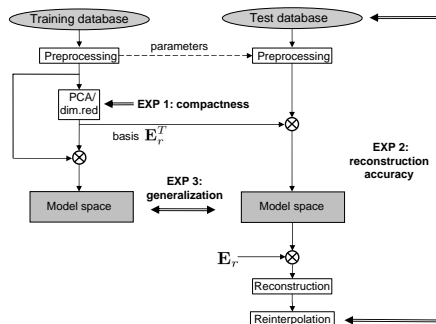 Training database
Test database
Preprocessing
parameters
Preprocessing
PCA/
dim.red
EXP 1: compactness
basis E_r^T
EXP 2:
reconstruction
accuracy
EXP 3:
generalization
Model space
Model space
E_r
Reconstruction
Reinterpolation